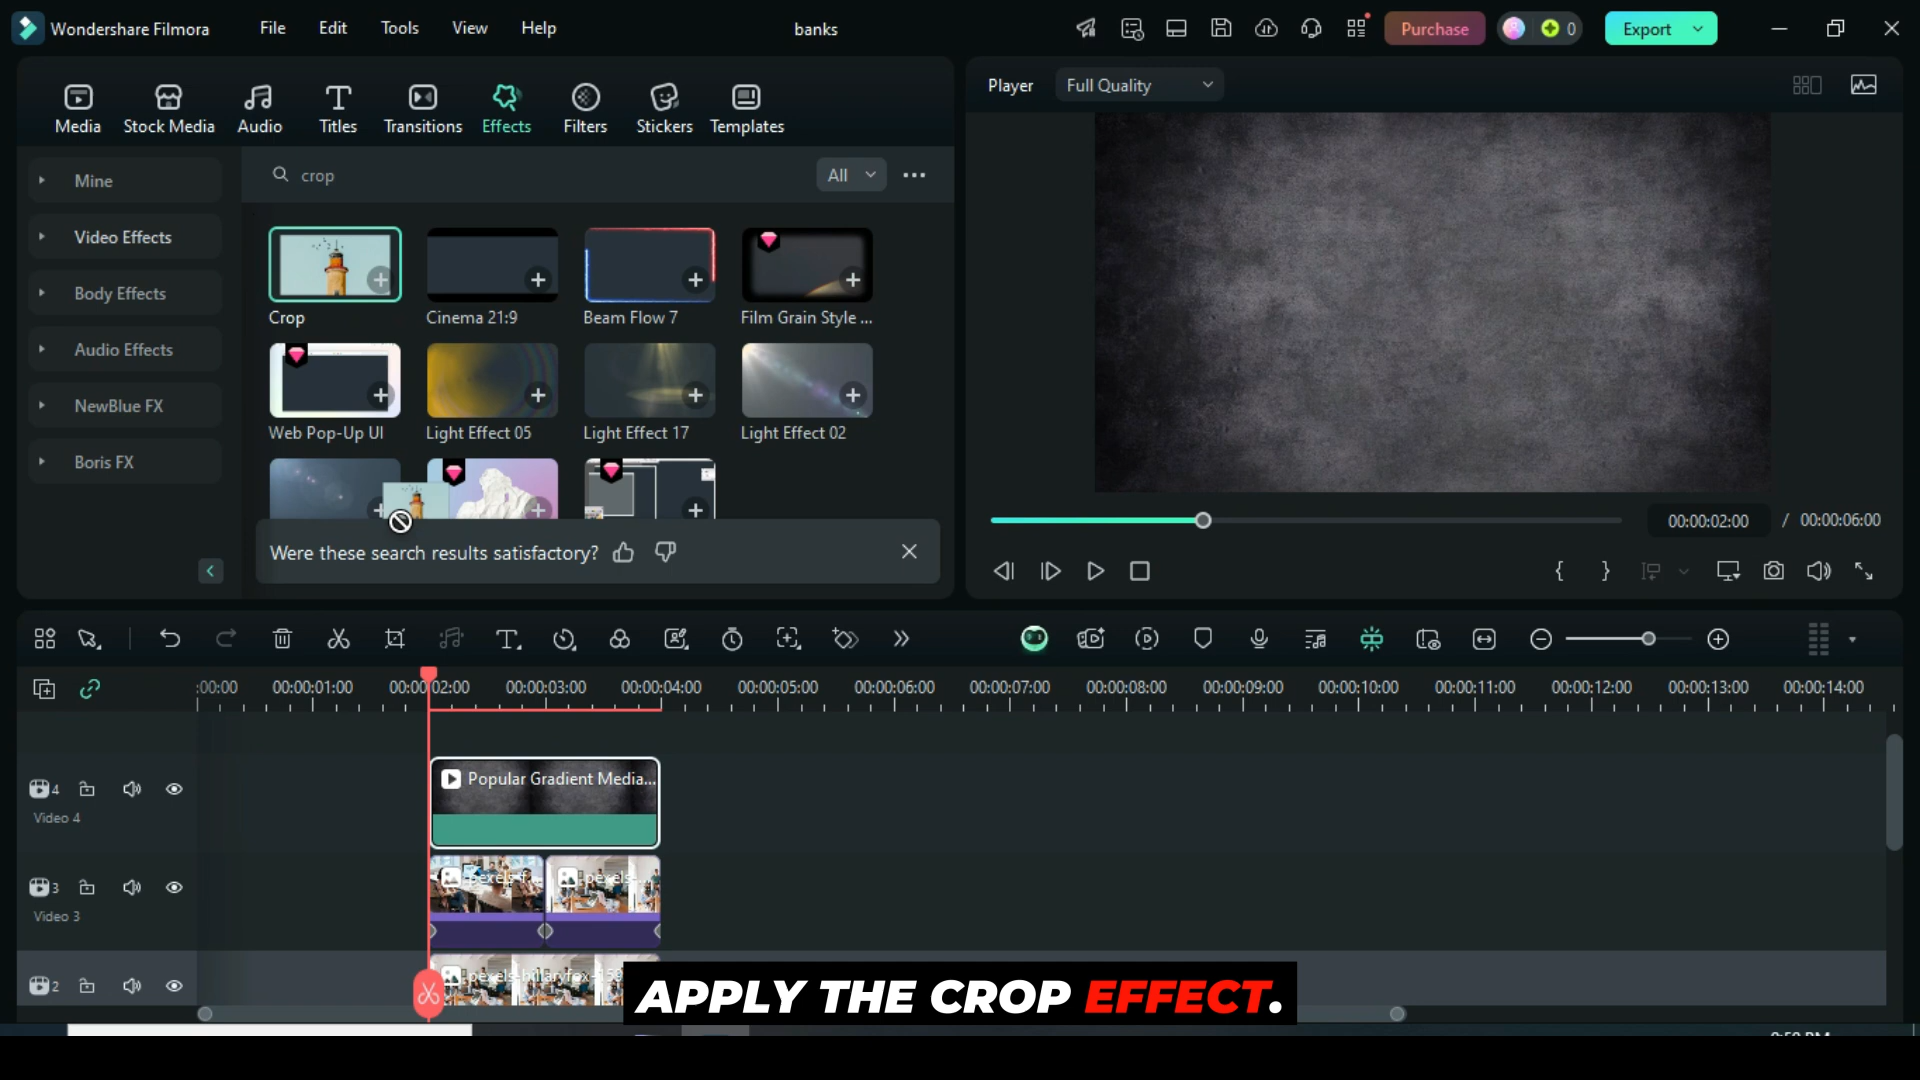 Wondershare Filmora
File
Edit
Tools
View
Help
banks
Purchase
0
Export
Media
Stock Media
Audio
Titles
Transitions
Effects
Filters
Stickers
Templates
Player
Full Quality
Mine
Video Effects
Body Effects
Audio Effects
NewBlue FX
Boris FX
crop
All
Crop
Cinema 21:9
Beam Flow 7
Film Grain Style ...
Web Pop-Up UI
Light Effect 05
Light Effect 17
Light Effect 02
Were these search results satisfactory?
00:00:02:00 / 00:00:06:00
:00:00
00:00:01:00
00:00:02:00
00:00:03:00
00:00:04:00
00:00:05:00
00:00:06:00
00:00:07:00
00:00:08:00
00:00:09:00
00:00:10:00
00:00:11:00
00:00:12:00
00:00:13:00
00:00:14:00
4
Video 4
Popular Gradient Media...
3
Video 3
pexels-f...
pexels-...
2
APPLY THE CROP EFFECT.